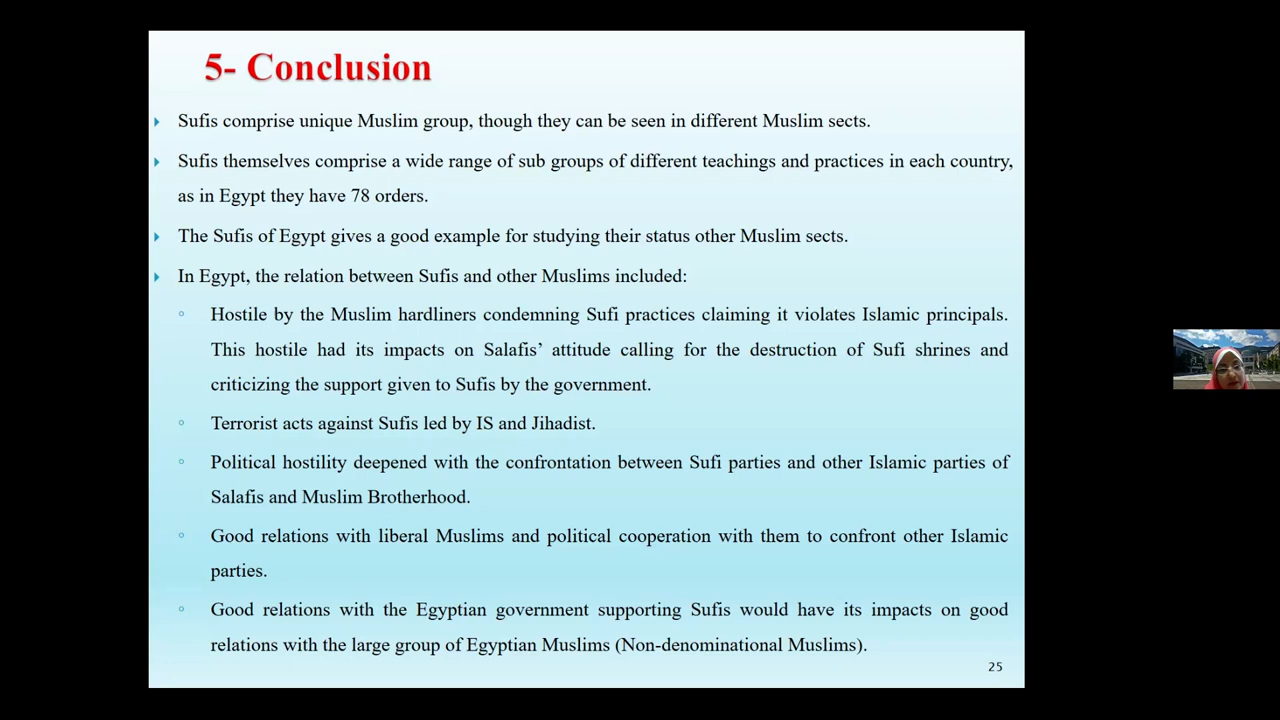 5- Conclusion
Sufis comprise unique Muslim group, though they can be seen in different Muslim sects.
Sufis themselves comprise a wide range of sub groups of different teachings and practices in each country,
as in Egypt they have 78 orders.
The Sufis of Egypt gives a good example for studying their status other Muslim sects.
In Egypt, the relation between Sufis and other Muslims included:
Hostile by the Muslim hardliners condemning Sufi practices claiming it violates Islamic principals.
This hostile had its impacts on Salafis’ attitude calling for the destruction of Sufi shrines and
criticizing the support given to Sufis by the government.
Terrorist acts against Sufis led by IS and Jihadist.
Political hostility deepened with the confrontation between Sufi parties and other Islamic parties of
Salafis and Muslim Brotherhood.
Good relations with liberal Muslims and political cooperation with them to confront other Islamic
parties.
Good relations with the Egyptian government supporting Sufis would have its impacts on good
relations with the large group of Egyptian Muslims (Non-denominational Muslims).
25